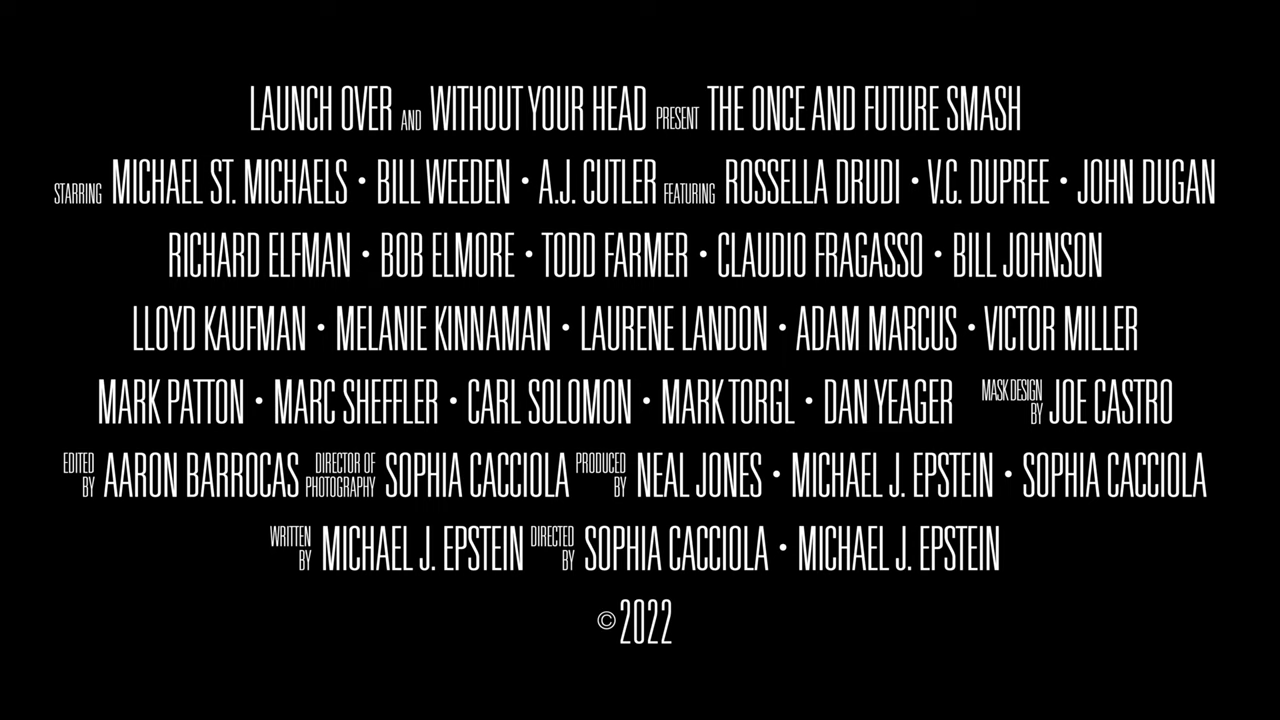 LAUNCH OVER AND WITHOUT YOUR HEAD PRESENT THE ONCE AND FUTURE SMASH
STARRING MICHAEL ST. MICHAELS • BILL WEEDEN • A.J. CUTLER FEATURING ROSSELLA DRUDI • V.C. DUPREE • JOHN DUGAN
RICHARD ELFMAN • BOB ELMORE • TODD FARMER • CLAUDIO FRAGASSO • BILL JOHNSON
LLOYD KAUFMAN • MELANIE KINNAMAN • LAURENE LANDON • ADAM MARCUS • VICTOR MILLER
MARK PATTON • MARC SHEFFLER • CARL SOLOMON • MARK TORGL • DAN YEAGER MASK DESIGN BY JOE CASTRO
EDITED BY AARON BARROCAS DIRECTOR OF PHOTOGRAPHY SOPHIA CACCIOLA PRODUCED BY NEAL JONES • MICHAEL J. EPSTEIN • SOPHIA CACCIOLA
WRITTEN BY MICHAEL J. EPSTEIN DIRECTED BY SOPHIA CACCIOLA • MICHAEL J. EPSTEIN
©2022